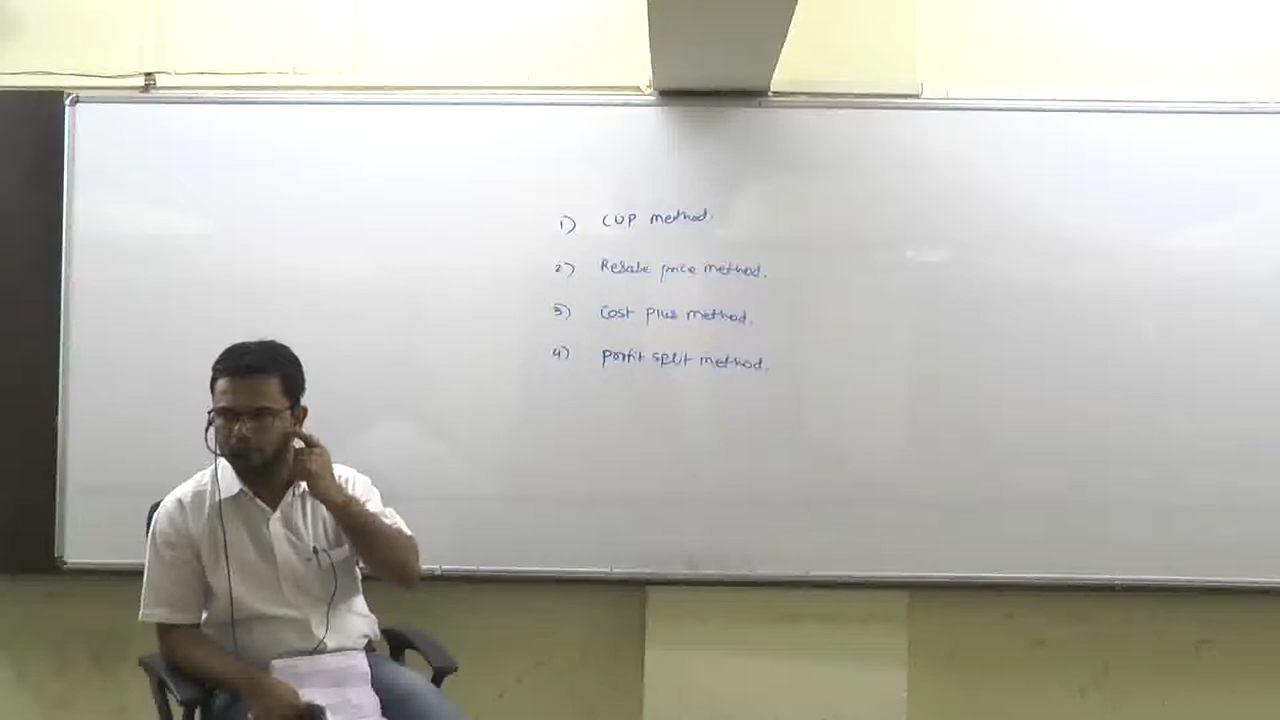 1) CUP method.
2) Resale price method.
3) Cost plus method.
4) profit split method.